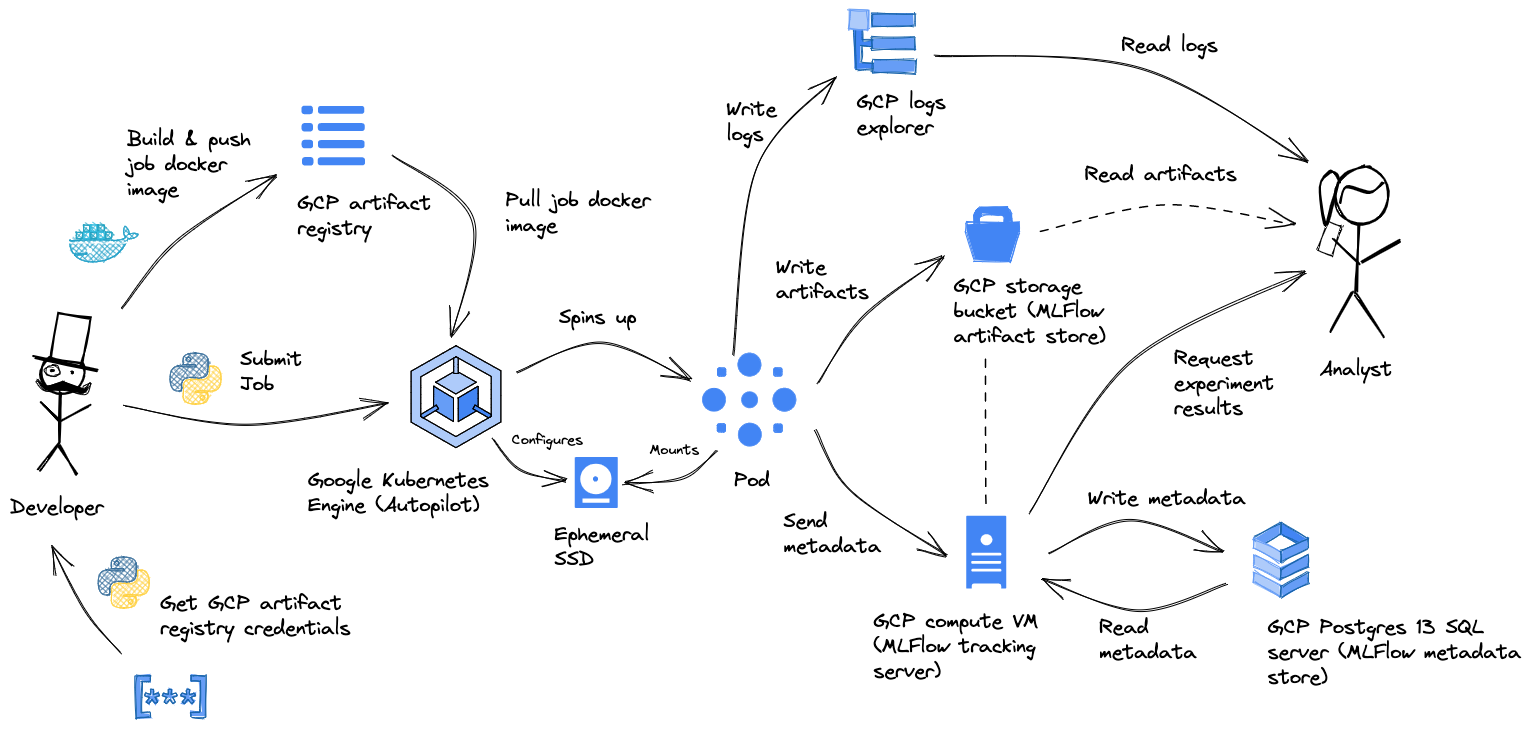 Read logs
Write
logs
GCP logs
explorer
Build & push
job docker
image
GCP artifact
registry
Pull job docker
image
Read artifacts
Write
artifacts
GCP storage
bucket (MLFlow
artifact store)
Spins up
Submit
Job
Request
experiment
results
Analyst
Configures
Mounts
Google Kubernetes
Engine (Autopilot)
Pod
Developer
Ephemeral
SSD
Send
metadata
Write metadata
Get GCP artifact
registry credentials
GCP compute VM
(MLFlow tracking
server)
Read
metadata
GCP Postgres 13 SQL
server (MLFlow metadata
store)
[***]